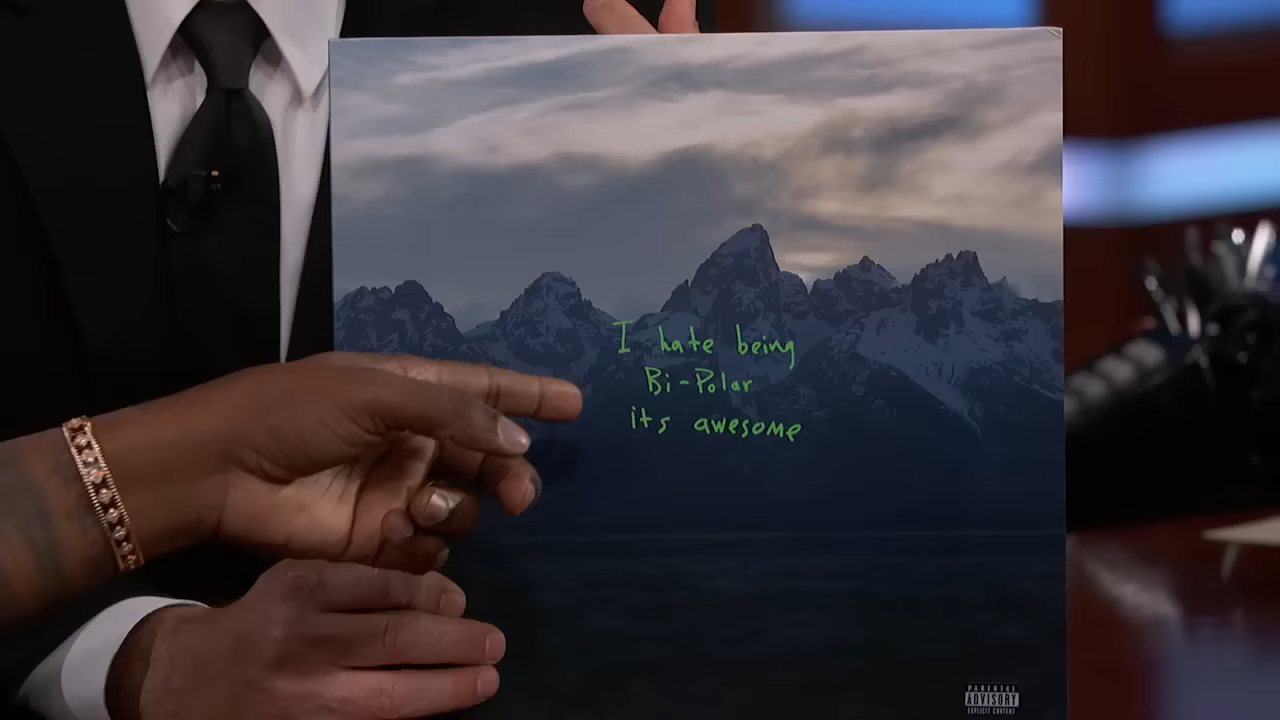 I hate being
Bi-Polar
its awesome
PARENTAL
ADVISORY
EXPLICIT CONTENT